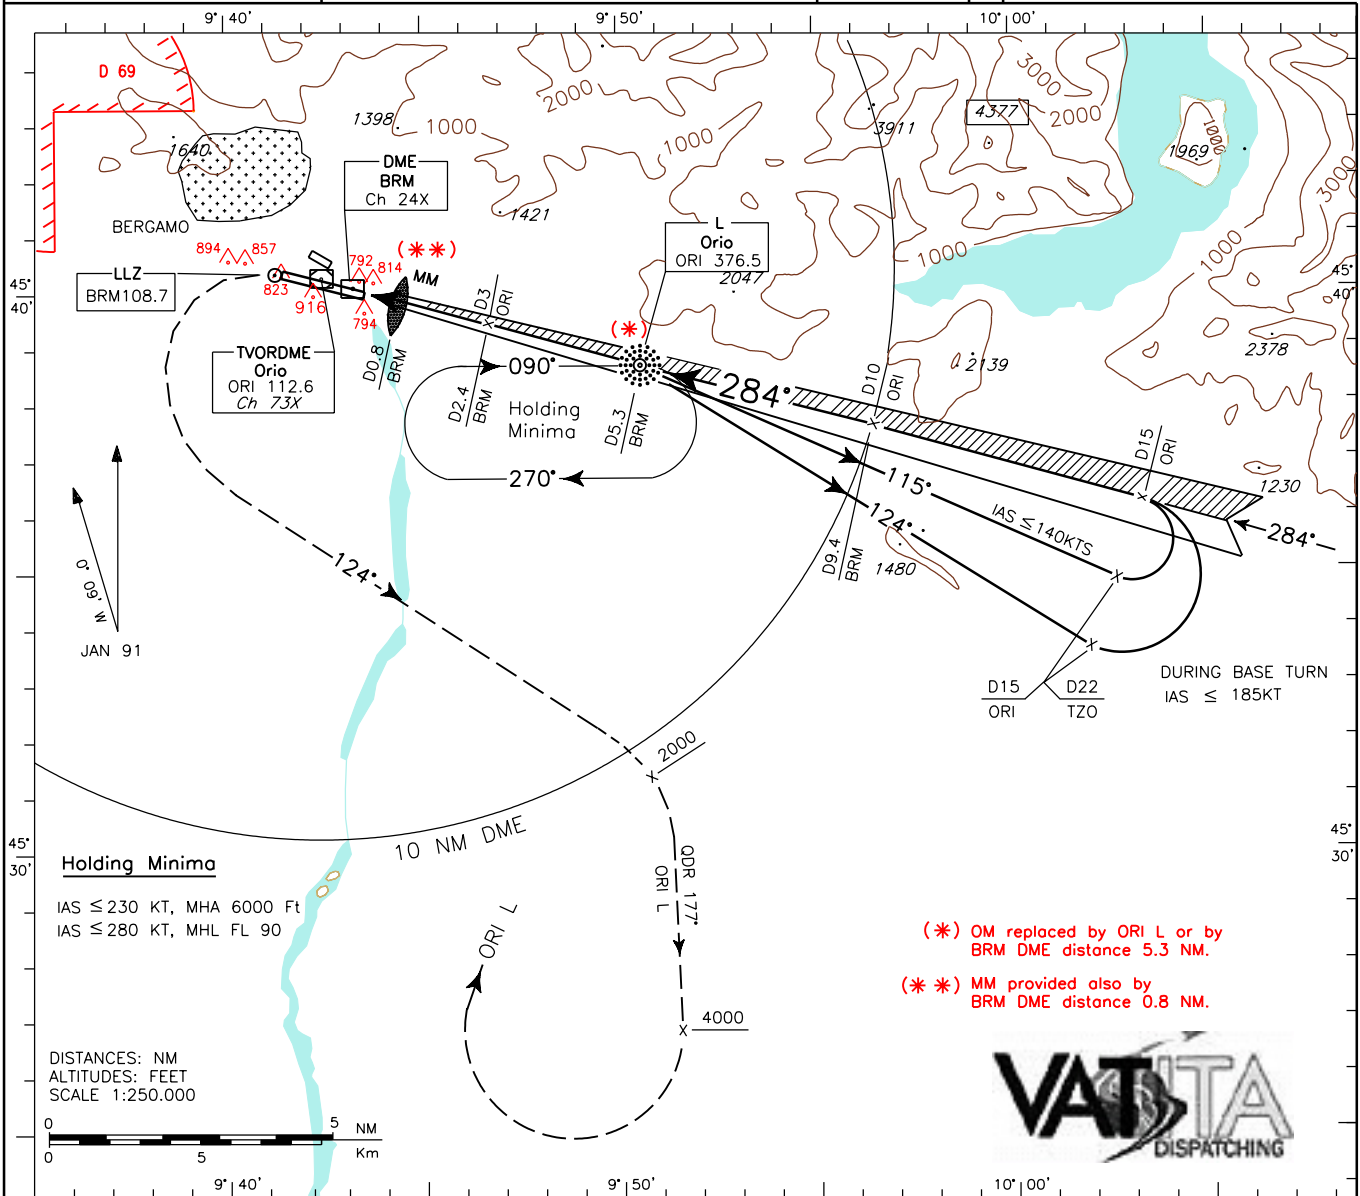 9° 40'
9° 50'
10° 00'
D 69
1640
BERGAMO
1398
1000
2000
1421
1000
3911
4377
3000
2000
1000
1969
3000
1000
1000
DME
BRM
Ch 24X
L
Orio
ORI 376.5
2047
894
857
LLZ
BRM108.7
823
916
792
814
794
(**)
MM
D3
ORI
(*)
45°
40'
45°
40'
TVORDME
Orio
ORI 112.6
Ch 73X
D0.8
BRM
090°
D2.4
BRM
Holding
Minima
D5.3
BRM
270°
284°
D10
ORI
2139
2378
D15
ORI
1230
284°
115°
IAS ≤140KTS
124°
D9.4
BRM
1480
0° 09' W
JAN 91
124°
D15
ORI
D22
TZO
DURING BASE TURN
IAS ≤ 185KT
2000
10 NM DME
45°
30'
45°
30'
QDR 177°
ORI L
ORI L
4000
Holding Minima
IAS ≤230 KT, MHA 6000 Ft
IAS ≤280 KT, MHL FL 90
(*) OM replaced by ORI L or by
BRM DME distance 5.3 NM.
(* *) MM provided also by
BRM DME distance 0.8 NM.
DISTANCES: NM
ALTITUDES: FEET
SCALE 1:250.000
0 5 NM
0 5 Km
VATITA
DISPATCHING
9° 40'
9° 50'
10° 00'